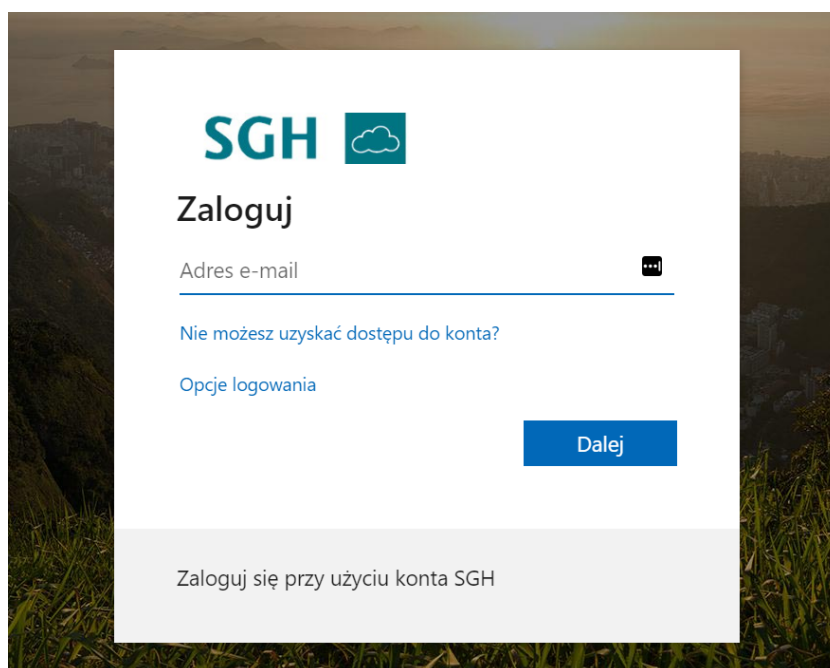 SGH
Zaloguj
Adres e-mail
Nie możesz uzyskać dostępu do konta?
Opcje logowania
Dalej
Zaloguj się przy użyciu konta SGH